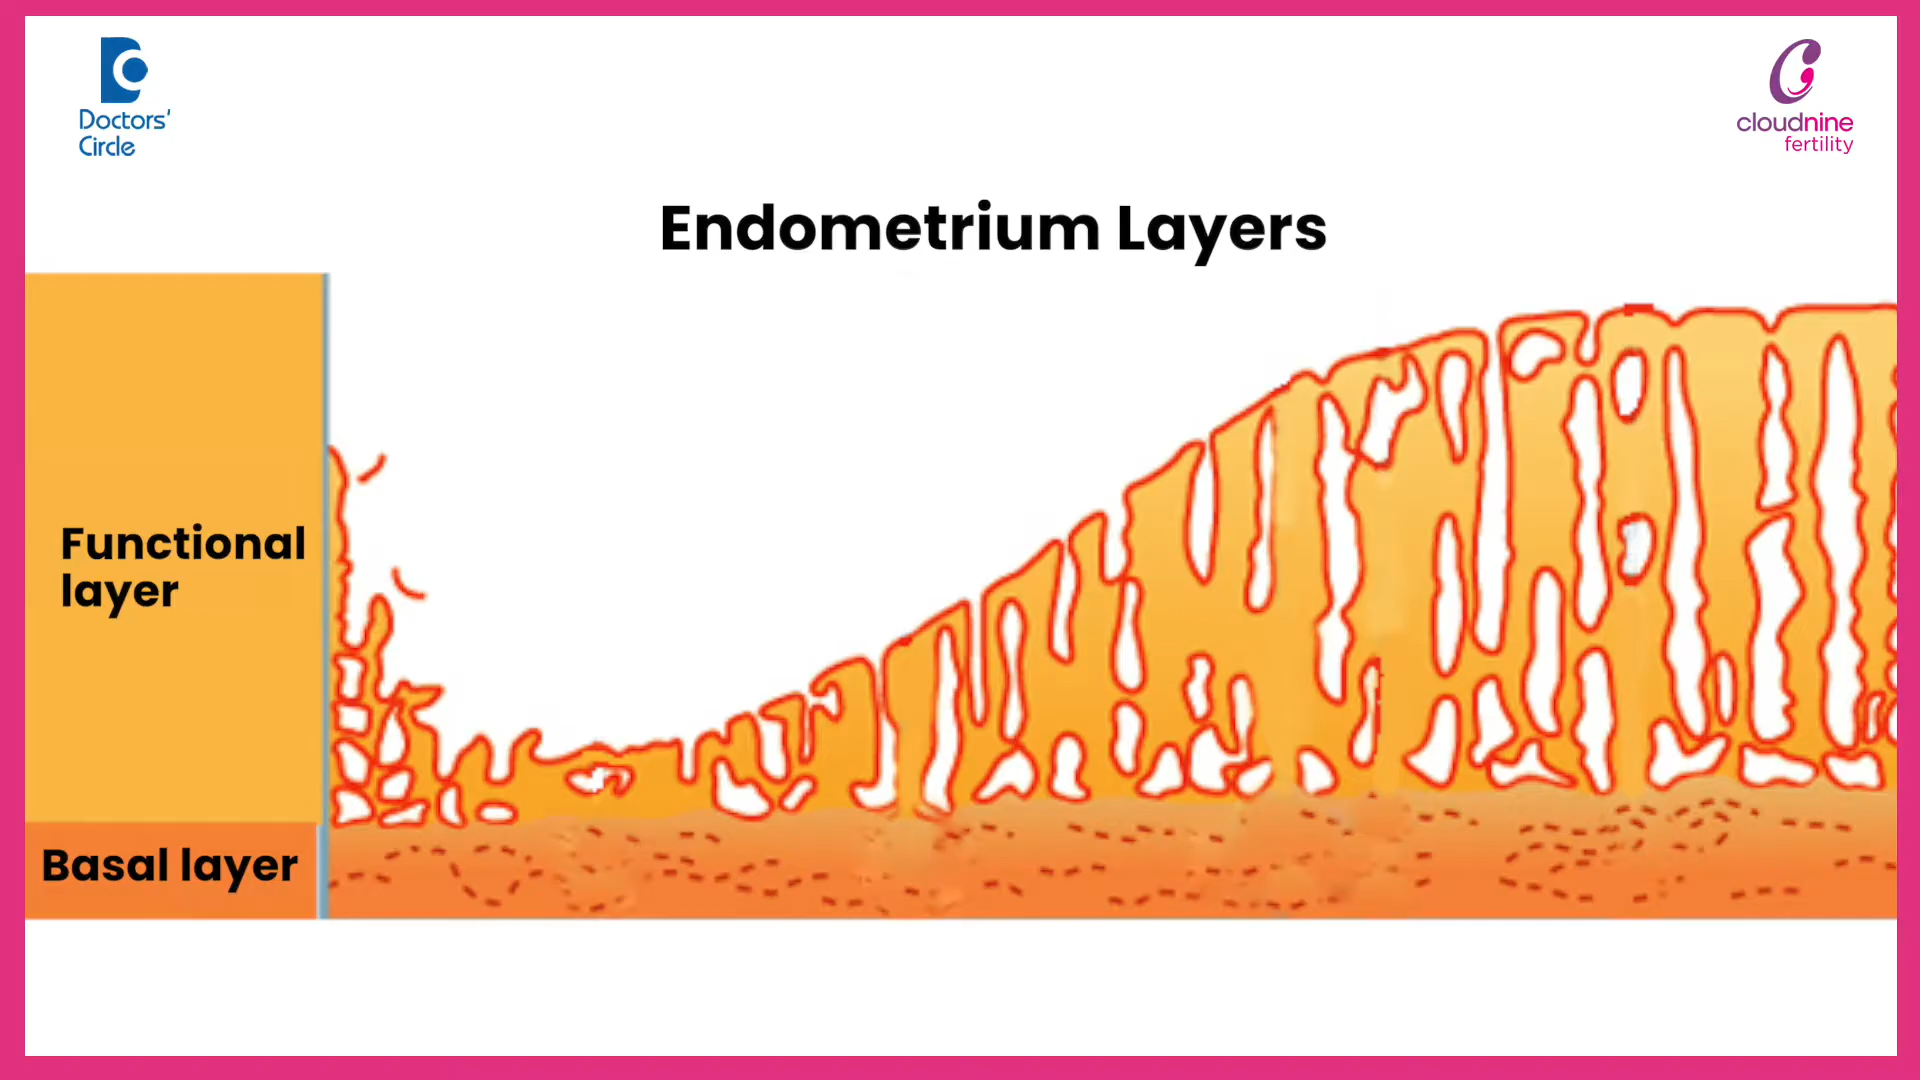 Doctors'
Circle
cloudnine
fertility
Endometrium Layers
Functional
layer
Basal layer